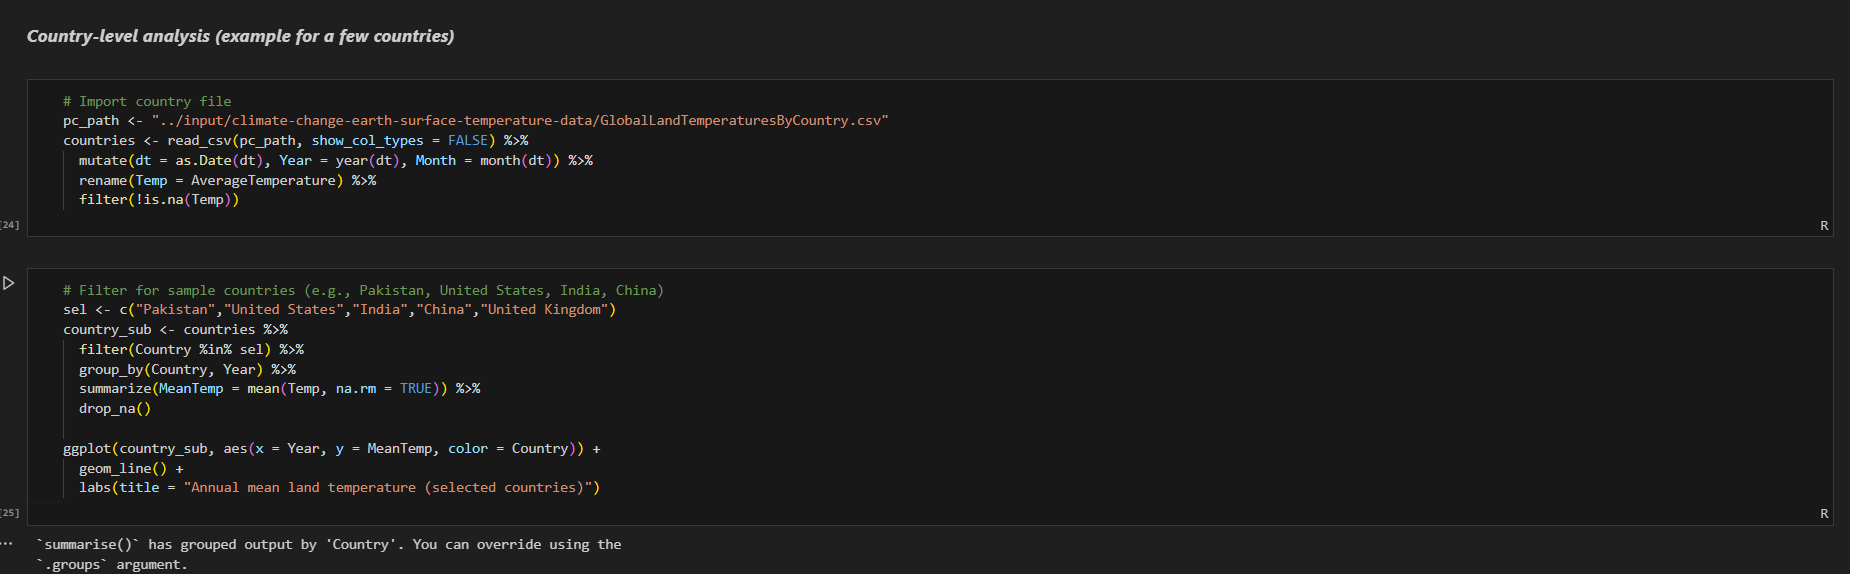 Country-level analysis (example for a few countries)
# Import country file
pc_path <- "../input/climate-change-earth-surface-temperature-data/GlobalLandTemperaturesByCountry.csv"
countries <- read_csv(pc_path, show_col_types = FALSE) %>%
  mutate(dt = as.Date(dt), Year = year(dt), Month = month(dt)) %>%
  rename(Temp = AverageTemperature) %>%
  filter(!is.na(Temp))
[24]
R
# Filter for sample countries (e.g., Pakistan, United States, India, China)
sel <- c("Pakistan","United States","India","China","United Kingdom")
country_sub <- countries %>%
  filter(Country %in% sel) %>%
  group_by(Country, Year) %>%
  summarize(MeanTemp = mean(Temp, na.rm = TRUE)) %>%
  drop_na()
ggplot(country_sub, aes(x = Year, y = MeanTemp, color = Country)) +
  geom_line() +
  labs(title = "Annual mean land temperature (selected countries)")
[25]
R
... `summarise()` has grouped output by 'Country'. You can override using the
`.groups` argument.